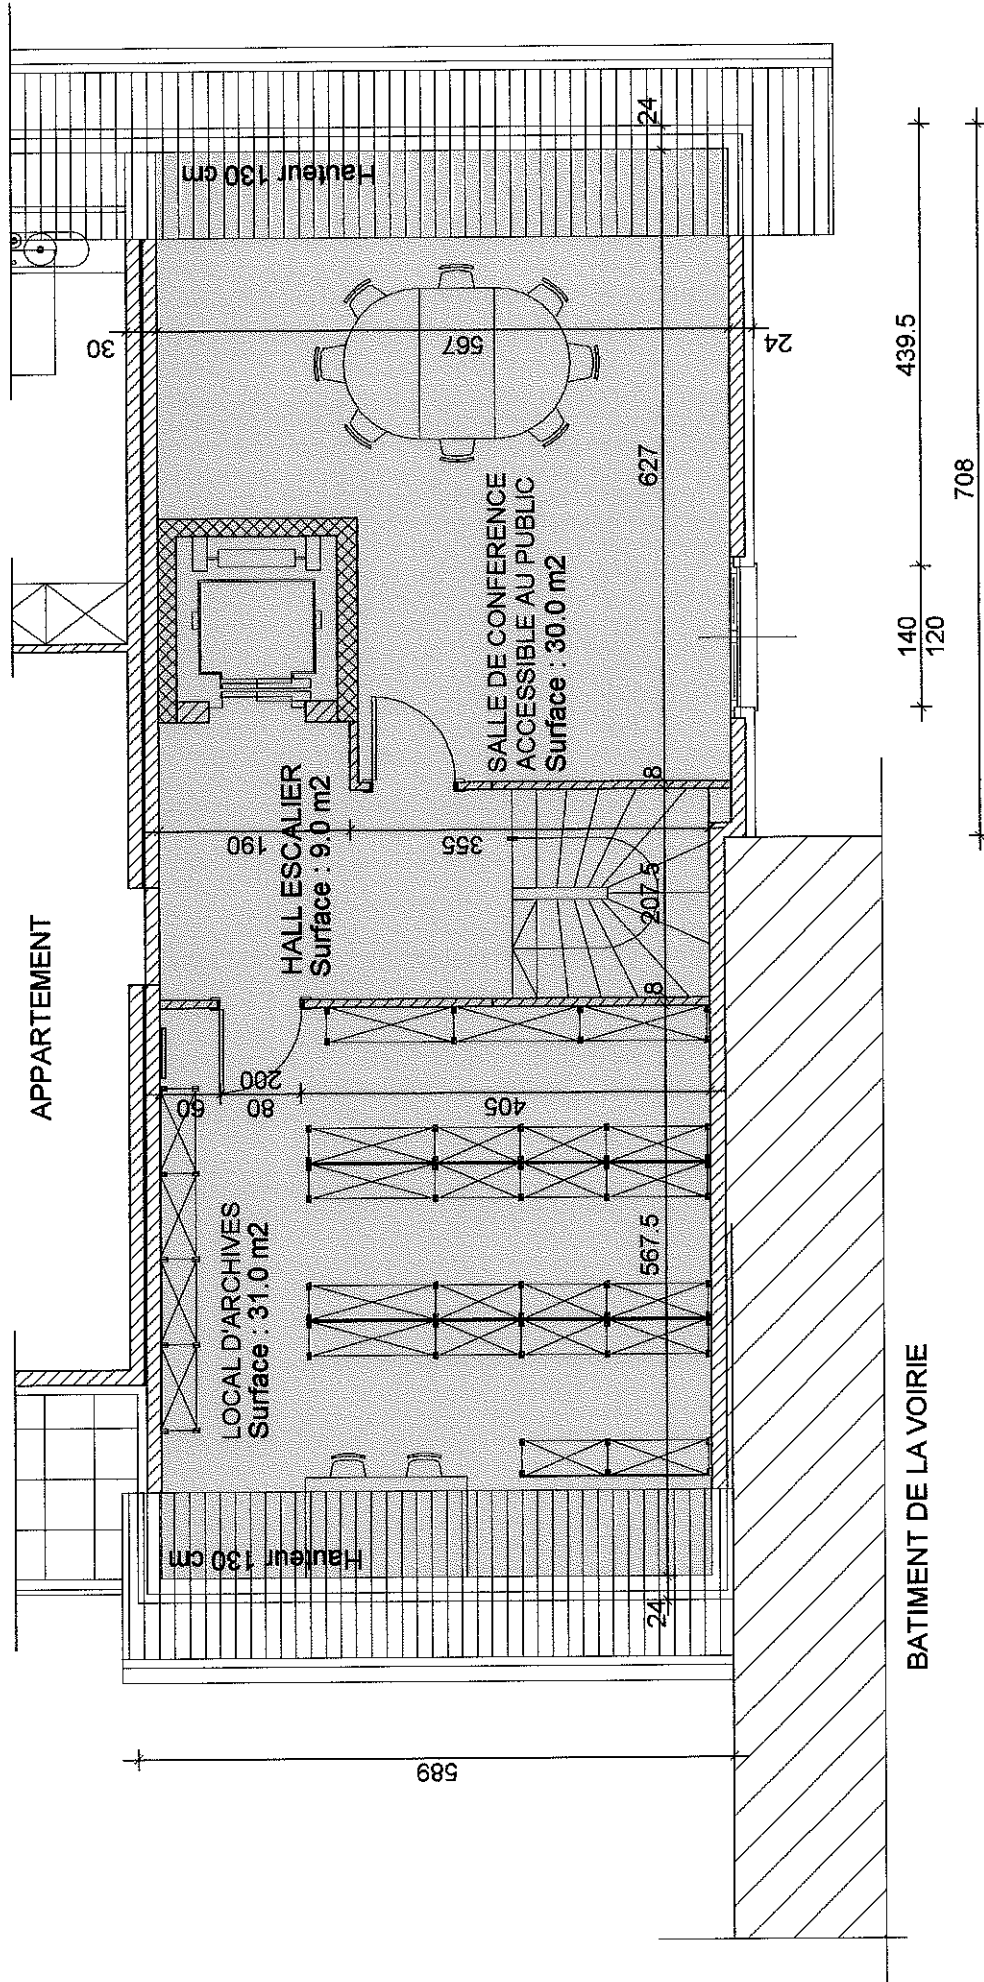 APPARTEMENT
LOCAL D'ARCHIVES
Surface : 31.0 m2
HALL ESCALIER
Surface : 9.0 m2
SALLE DE CONFERENCE
ACCESSIBLE AU PUBLIC
Surface : 30.0 m2
Hauteur 130 cm
Hauteur 130 cm
BATIMENT DE LA VOIRIE
589
24
567.5
8
207.5
8
627
24
60
80
200
405
190
355
30
567
24
140
120
439.5
708